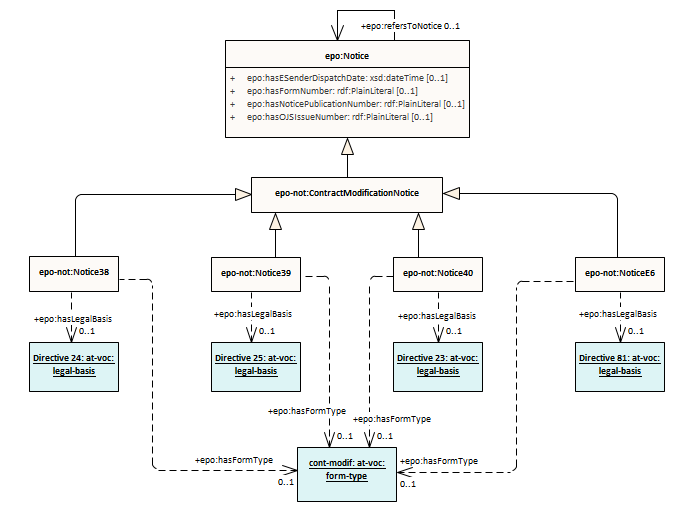 +epo:refersToNotice 0..1
epo:Notice
+ epo:hasESenderDispatchDate: xsd:dateTime [0..1]
+ epo:hasFormNumber: rdf:PlainLiteral [0..1]
+ epo:hasNoticePublicationNumber: rdf:PlainLiteral [0..1]
+ epo:hasOJSIssueNumber: rdf:PlainLiteral [0..1]
epo-not:ContractModificationNotice
epo-not:Notice38
epo-not:Notice39
epo-not:Notice40
epo-not:NoticeE6
+epo:hasLegalBasis
0..1
+epo:hasLegalBasis
0..1
+epo:hasLegalBasis
0..1
+epo:hasLegalBasis
0..1
Directive 24: at-voc:
legal-basis
Directive 25: at-voc:
legal-basis
Directive 23: at-voc:
legal-basis
Directive 81: at-voc:
legal-basis
+epo:hasFormType
0..1
+epo:hasFormType
0..1
+epo:hasFormType
0..1
+epo:hasFormType
0..1
cont-modif: at-voc:
form-type